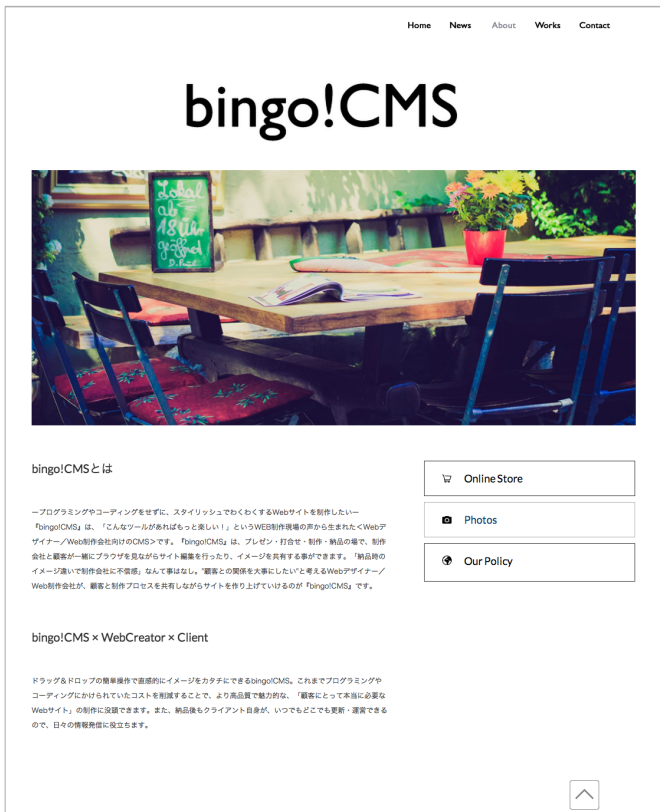 Home News About Works Contact
bingo!CMS
Lokal
ab
18 Uhr
geöffnet
bingo!CMSとは
Online Store
Photos
Our Policy
ープログラミングやコーディングをせずに、スタイリッシュでわくわくするWebサイトを制作したいー
『bingo!CMS』は、「こんなツールがあればもっと楽しい！」というWEB制作現場の声から生まれた＜Webデ
ザイナー／Web制作会社向けのCMS＞です。『bingo!CMS』は、プレゼン・打合せ・制作・納品の場で、制作
会社と顧客が一緒にブラウザを見ながらサイト編集を行ったり、イメージを共有する事ができます。「納品時の
イメージ違いで制作会社に不信感」なんて事はなし。"顧客との関係を大事にしたい"と考えるWebデザイナー／
Web制作会社が、顧客と制作プロセスを共有しながらサイトを作り上げていけるのが『bingo!CMS』です。
bingo!CMS × WebCreator × Client
ドラッグ＆ドロップの簡単操作で直感的にイメージをカタチにできるbingo!CMS。これまでプログラミングや
コーディングにかけられていたコストを削減することで、より高品質で魅力的な、「顧客にとって本当に必要な
Webサイト」の制作に没頭できます。また、納品後もクライアント自身が、いつでもどこでも更新・運営できる
ので、日々の情報発信に役立ちます。